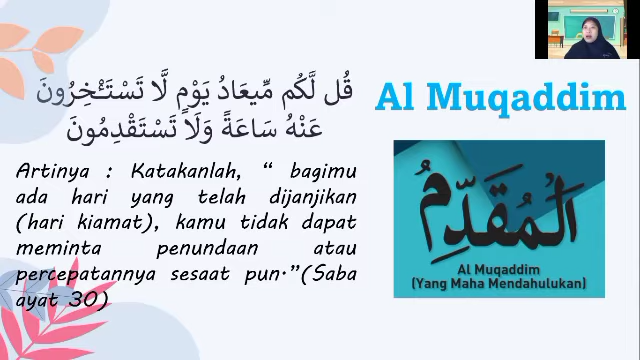 قُل لَّكُم مِّيعَادُ يَوْمٍ لَّا تَسْتَـْٔخِرُونَ
عَنْهُ سَاعَةً وَلَا تَسْتَقْدِمُونَ
Artinya : Katakanlah, “ bagimu
ada hari yang telah dijanjikan
(hari kiamat), kamu tidak dapat
meminta penundaan atau
percepatannya sesaat pun.”(Saba
ayat 30)
Al Muqaddim
الْمُقَدِّمُ
Al Muqaddim
(Yang Maha Mendahulukan)